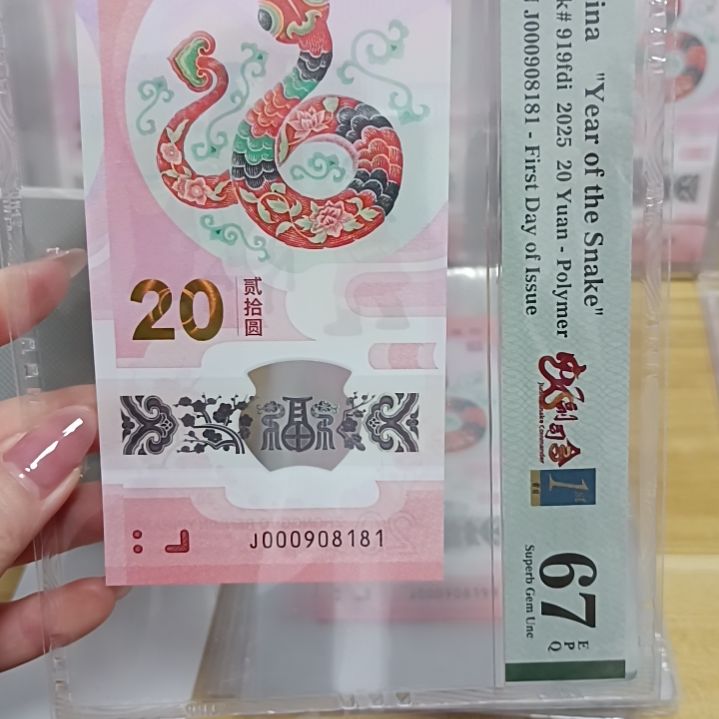 20
贰拾圆
J000908181
ina "Year of the Snake"
k# 919fdi 2025 20 Yuan - Polymer
J000908181 - First Day of Issue
1st
67
EPQ
Superb Gem Unc